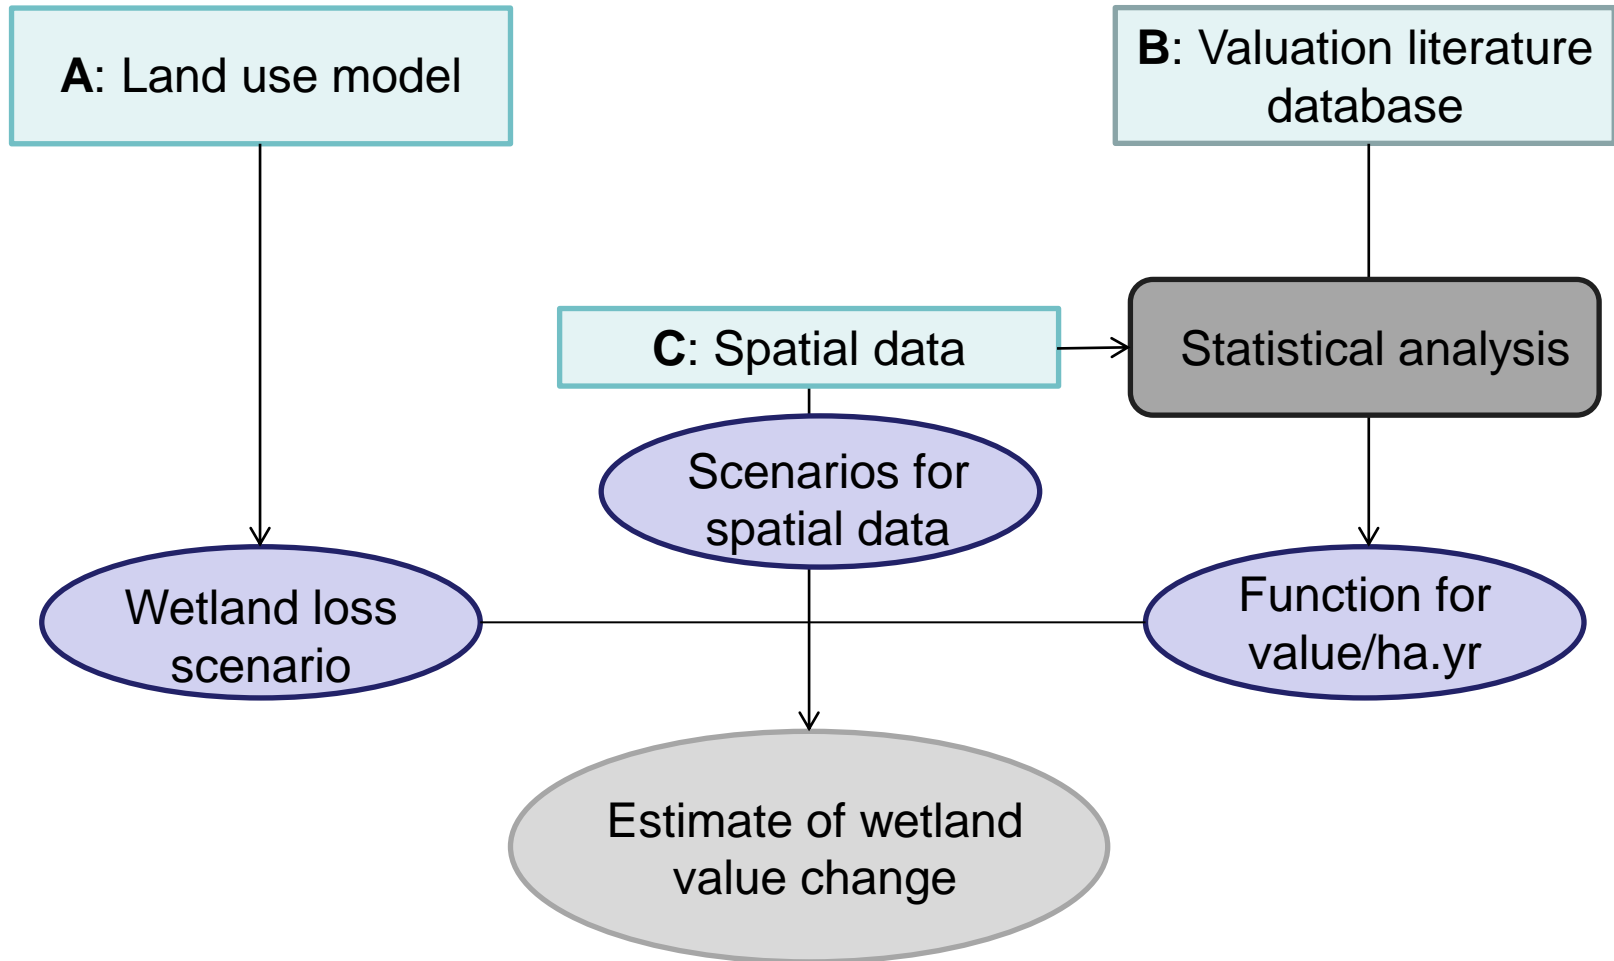 A: Land use model
B: Valuation literature
database
C: Spatial data
Statistical analysis
Scenarios for
spatial data
Wetland loss
scenario
Function for
value/ha.yr
Estimate of wetland
value change